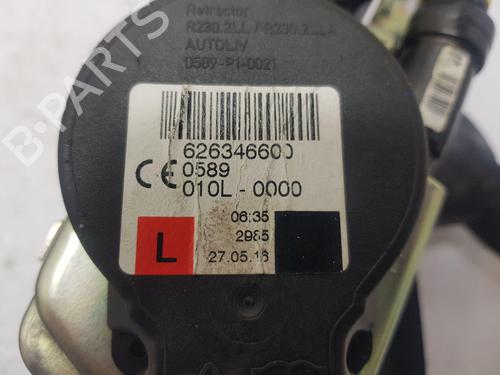 Retractor
R230.2LL / R230.2LLA
AUTOLIV
0589-P1-0021
626346600
CE 0589
010L-0000
06:35
L
2985
27.05.16
B-PARTS